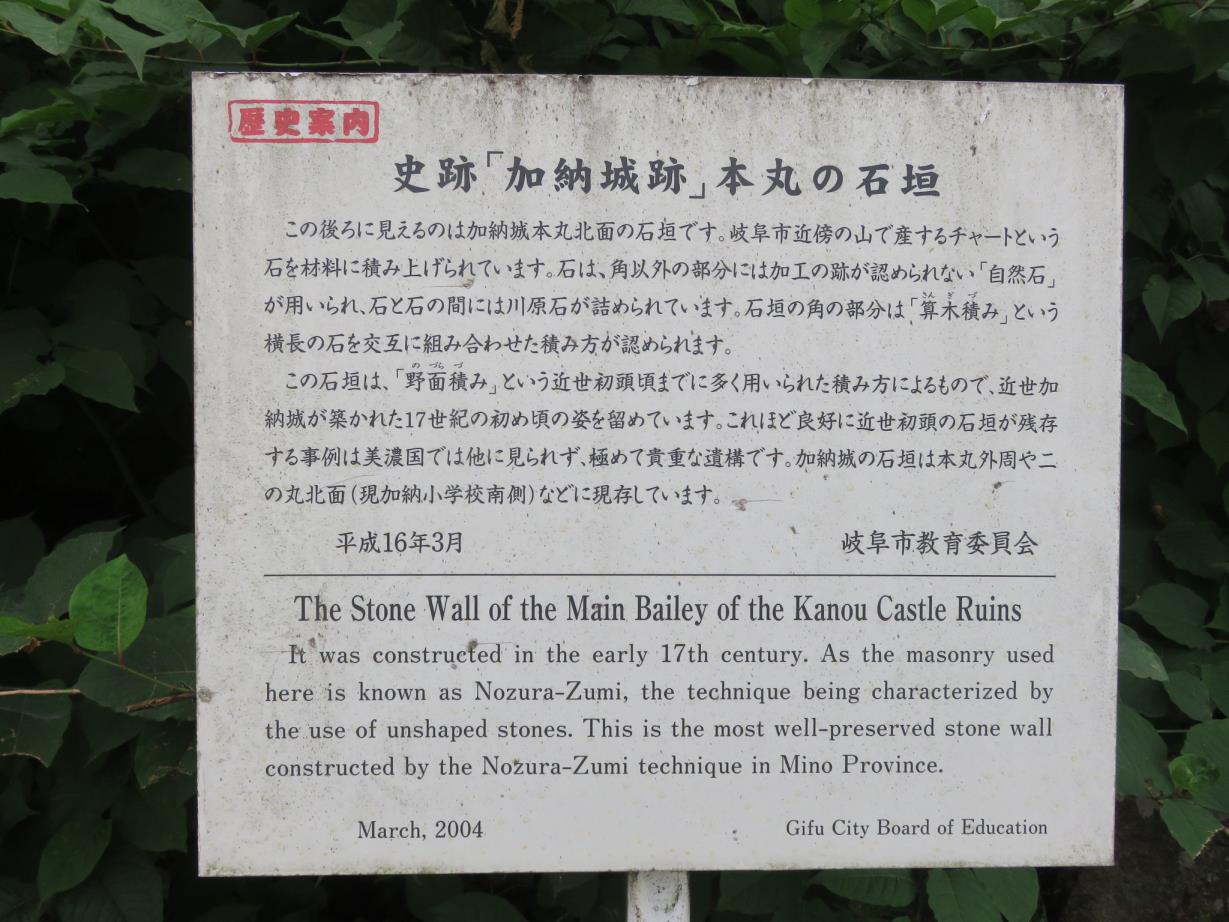 歴史案内
史跡「加納城跡」本丸の石垣
この後ろに見えるのは加納城本丸北面の石垣です。岐阜市近傍の山で産するチャートという
石を材料に積み上げられています。石は、角以外の部分には加工の跡が認められない「自然石」
が用いられ、石と石の間には川原石が詰められています。石垣の角の部分は「算木積み」という
さんぎづ
横長の石を交互に組み合わせた積み方が認められます。
この石垣は、「野面積み」という近世初頭頃までに多く用いられた積み方によるもので、近世加
のづらづ
納城が築かれた17世紀の初め頃の姿を留めています。これほど良好に近世初頭の石垣が残存
する事例は美濃国では他に見られず、極めて貴重な遺構です。加納城の石垣は本丸外周や二
の丸北面(現加納小学校南側)などに現存しています。
平成16年3月 岐阜市教育委員会
The Stone Wall of the Main Bailey of the Kanou Castle Ruins
It was constructed in the early 17th century. As the masonry used
here is known as Nozura-Zumi, the technique being characterized by
the use of unshaped stones. This is the most well-preserved stone wall
constructed by the Nozura-Zumi technique in Mino Province.
March, 2004 Gifu City Board of Education